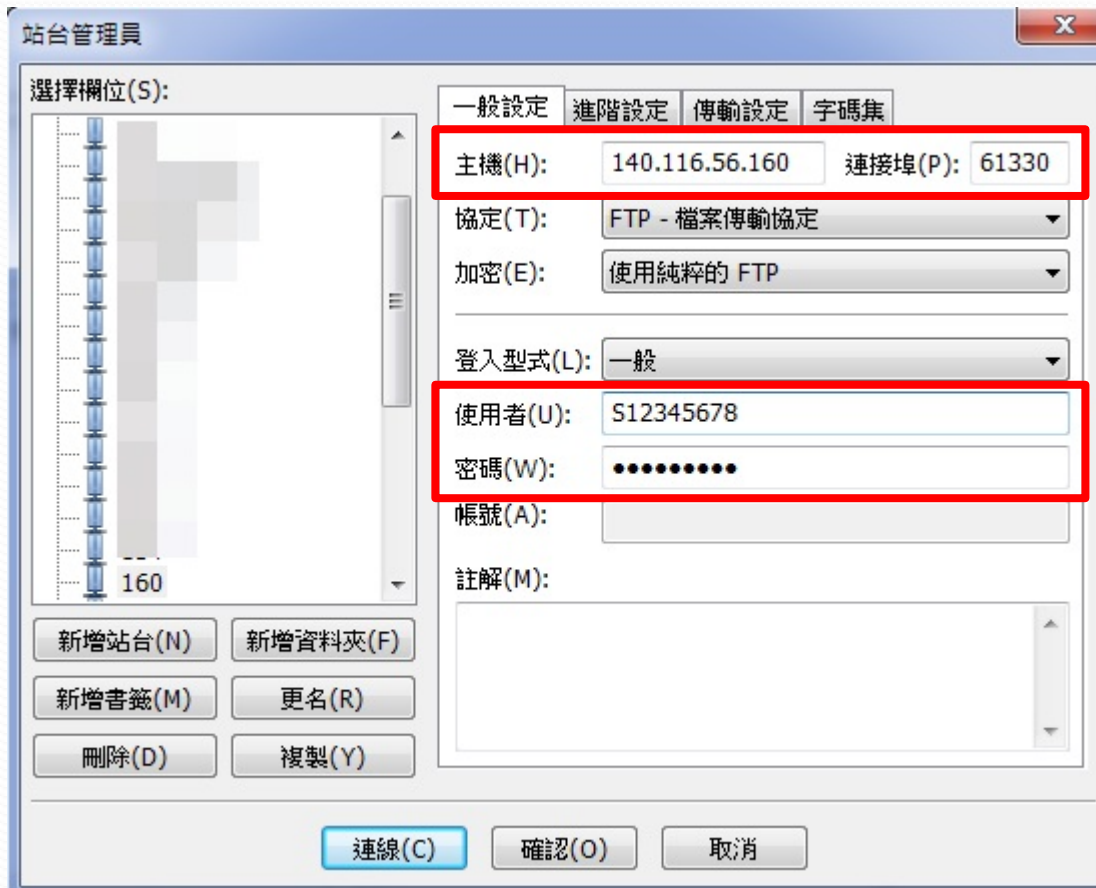 站台管理員
選擇欄位(S):
160
新增站台(N) 新增資料夾(F)
新增書籤(M) 更名(R)
刪除(D) 複製(Y)
一般設定 進階設定 傳輸設定 字碼集
主機(H): 140.116.56.160 連接埠(P): 61330
協定(T): FTP - 檔案傳輸協定
加密(E): 使用純粹的 FTP
登入型式(L): 一般
使用者(U): S12345678
密碼(W): ●●●●●●●●●
帳號(A):
註解(M):
連線(C) 確認(O) 取消